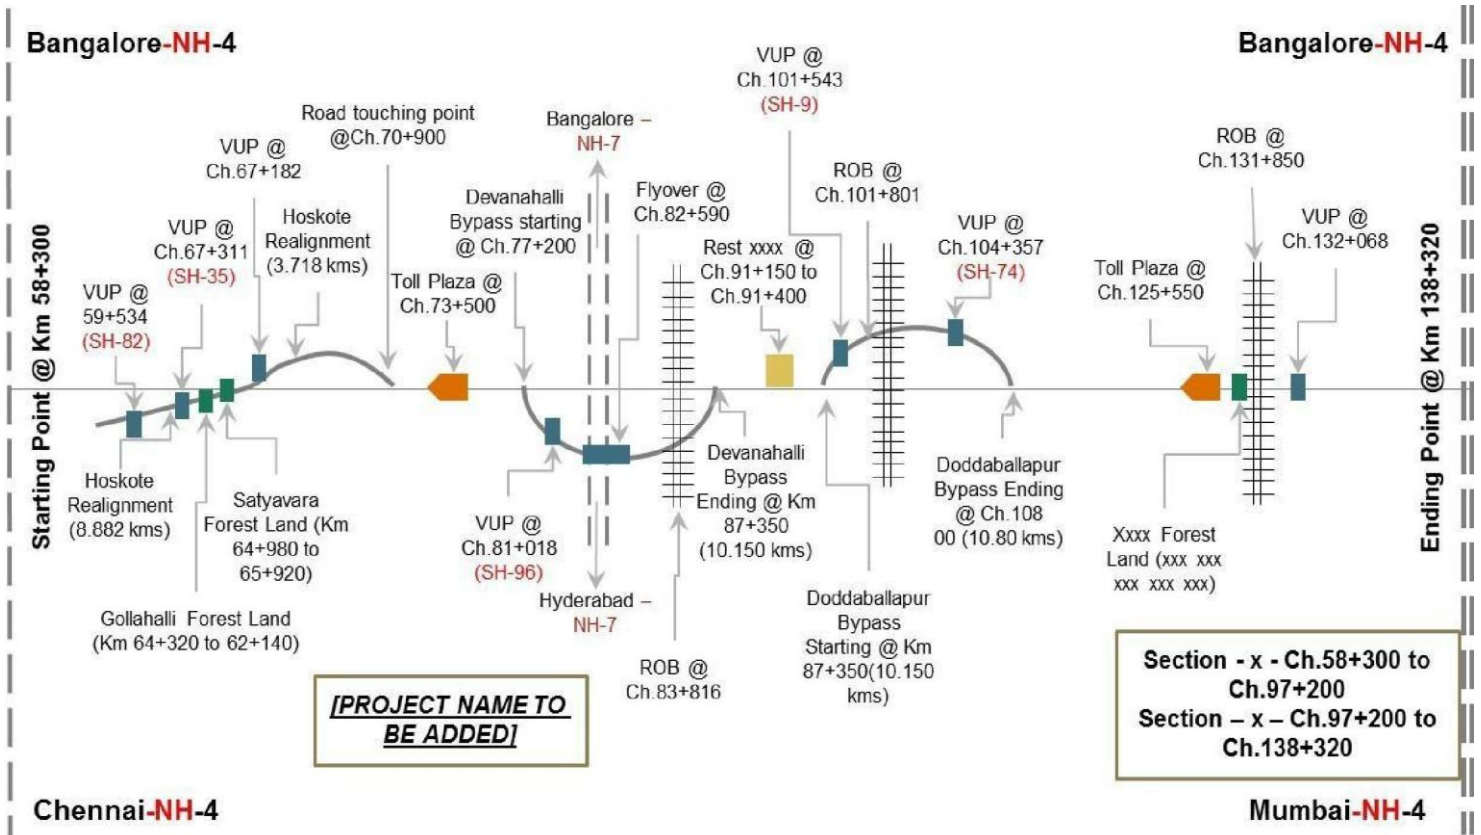 Bangalore-NH-4
Bangalore-NH-4
Starting Point @ Km 58+300
Ending Point @ Km 138+320
VUP @
59+534
(SH-82)
VUP @
Ch.67+311
(SH-35)
VUP @
Ch.67+182
Hoskote
Realignment
(3.718 kms)
Road touching point
@Ch.70+900
Toll Plaza @
Ch.73+500
Devanahalli
Bypass starting
@ Ch.77+200
Bangalore –
NH-7
Flyover @
Ch.82+590
Rest xxxx @
Ch.91+150 to
Ch.91+400
VUP @
Ch.101+543
(SH-9)
ROB @
Ch.101+801
VUP @
Ch.104+357
(SH-74)
Toll Plaza @
Ch.125+550
ROB @
Ch.131+850
VUP @
Ch.132+068
Hoskote
Realignment
(8.882 kms)
Satyavara
Forest Land (Km
64+980 to
65+920)
Gollahalli Forest Land
(Km 64+320 to 62+140)
VUP @
Ch.81+018
(SH-96)
Hyderabad –
NH-7
ROB @
Ch.83+816
Devanahalli
Bypass
Ending @ Km
87+350
(10.150 kms)
Doddaballapur
Bypass
Starting @ Km
87+350(10.150
kms)
Doddaballapur
Bypass Ending
@ Ch.108
00 (10.80 kms)
Xxxx Forest
Land (xxx xxx
xxx xxx xxx)
[PROJECT NAME TO
BE ADDED]
Section - x - Ch.58+300 to
Ch.97+200
Section – x – Ch.97+200 to
Ch.138+320
Chennai-NH-4
Mumbai-NH-4